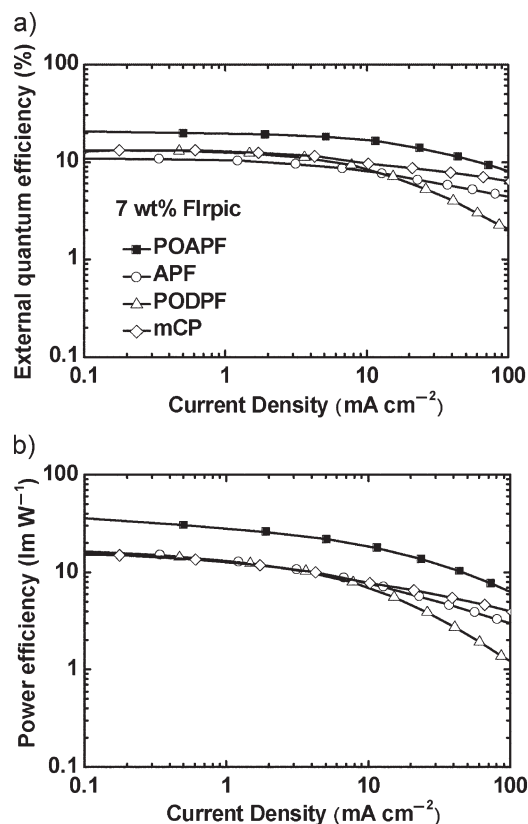 a)
100
10
1
0.1
External quantum efficiency (%)
7 wt% FIrpic
POAPF
APF
PODPF
mCP
0.1 1 10 100
Current Density (mA cm−2)
b)
100
10
1
0.1
Power efficiency (lm W−1)
0.1 1 10 100
Current Density (mA cm−2)